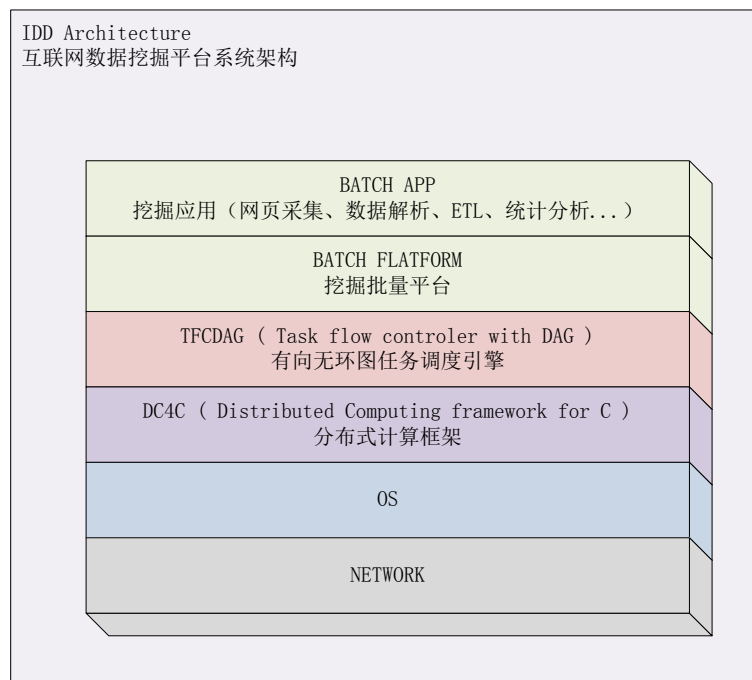 IDD Architecture
互联网数据挖掘平台系统架构
BATCH APP
挖掘应用（网页采集、数据解析、ETL、统计分析...）
BATCH FLATFORM
挖掘批量平台
TFCDAG ( Task flow controler with DAG )
有向无环图任务调度引擎
DC4C ( Distributed Computing framework for C )
分布式计算框架
OS
NETWORK